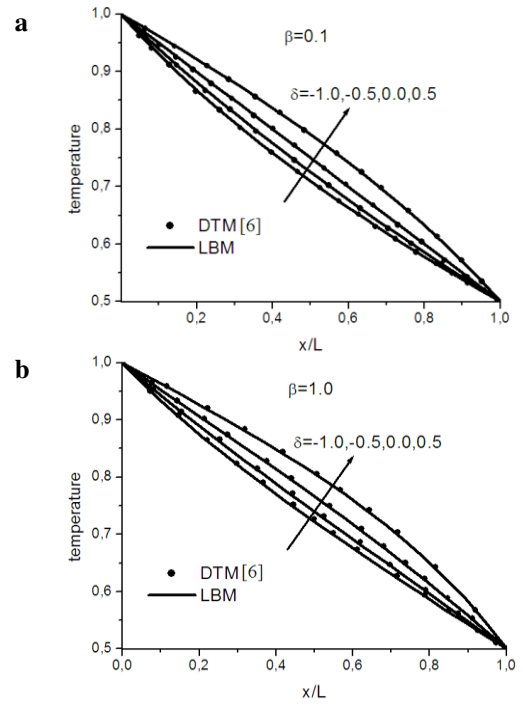 a
1,0
β=0.1
0,9
δ=-1.0,-0.5,0.0,0.5
0,8
temperature
0,7
DTM[6]
0,6
LBM
0,5
0,2
0,4
0,6
0,8
1,0
x/L
b
1,0
β=1.0
0,9
δ=-1.0,-0.5,0.0,0.5
0,8
temperature
0,7
DTM[6]
0,6
LBM
0,5
0,0
0,2
0,4
0,6
0,8
1,0
x/L